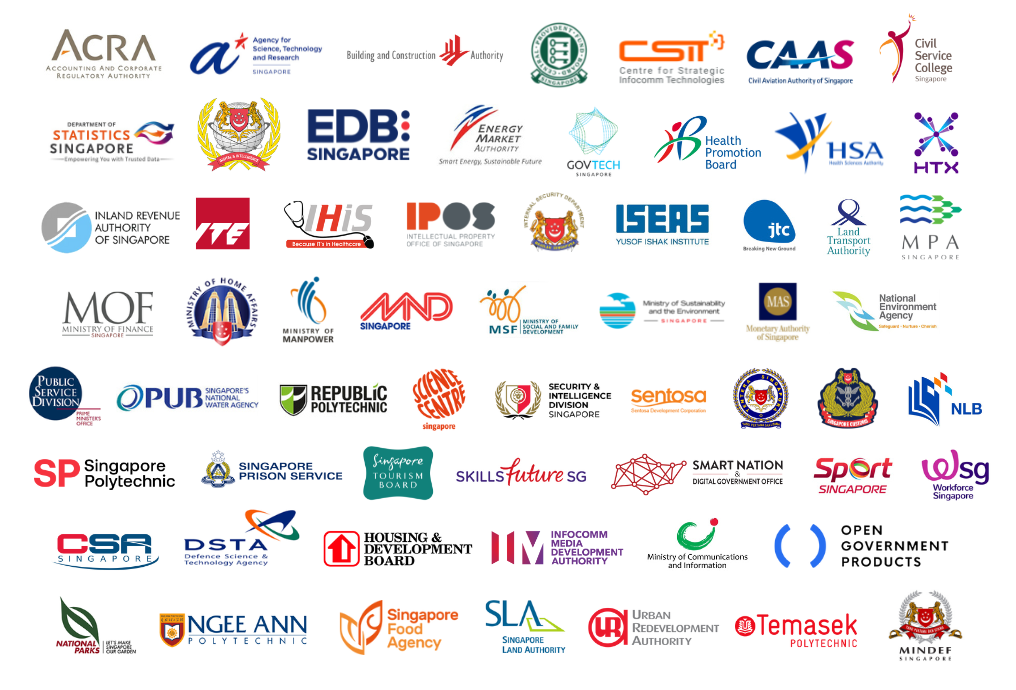 ACRA
ACCOUNTING AND CORPORATE
REGULATORY AUTHORITY
Agency for
Science, Technology
and Research
SINGAPORE
Building and Construction Authority
CENTRAL PROVIDENT FUND BOARD
SINGAPORE
CSIT
Centre for Strategic
Infocomm Technologies
CAAS
Civil Aviation Authority of Singapore
Civil
Service
College
Singapore
DEPARTMENT OF
STATISTICS
SINGAPORE
Empowering You with Trusted Data
EDB
SINGAPORE
ENERGY
MARKET
AUTHORITY
Smart Energy, Sustainable Future
GOVTECH
SINGAPORE
Health
Promotion
Board
HSA
Health Sciences Authority
HTX
INLAND REVENUE
AUTHORITY
OF SINGAPORE
ITE
IHiS
Because IT's in Healthcare
IPOS
INTELLECTUAL PROPERTY
OFFICE OF SINGAPORE
INTERNAL SECURITY DEPARTMENT
ISEAS
YUSOF ISHAK INSTITUTE
jtc
Breaking New Ground
Land
Transport
Authority
MPA
SINGAPORE
MOF
MINISTRY OF FINANCE
SINGAPORE
MINISTRY OF HOME AFFAIRS
MINISTRY OF
MANPOWER
MND
SINGAPORE
MSF
MINISTRY OF
SOCIAL AND FAMILY
DEVELOPMENT
Ministry of Sustainability
and the Environment
SINGAPORE
MAS
Monetary Authority
of Singapore
National
Environment
Agency
Safeguard · Nurture · Cherish
PUBLIC
SERVICE
DIVISION
PRIME
MINISTER'S
OFFICE
PUB
SINGAPORE'S
NATIONAL
WATER AGENCY
REPUBLIC
POLYTECHNIC
SCIENCE
CENTRE
singapore
SECURITY &
INTELLIGENCE
DIVISION
SINGAPORE
sentosa
Sentosa Development Corporation
SINGAPORE CUSTOMS
NLB
SP Singapore
Polytechnic
SINGAPORE
PRISON SERVICE
Singapore
TOURISM
BOARD
SKILLSfuture SG
SMART NATION
&
DIGITAL GOVERNMENT OFFICE
Sport
SINGAPORE
wsg
Workforce
Singapore
CSA
SINGAPORE
DSTA
Defence Science &
Technology Agency
HOUSING &
DEVELOPMENT
BOARD
IM
INFOCOMM
MEDIA
DEVELOPMENT
AUTHORITY
Ministry of Communications
and Information
OPEN
GOVERNMENT
PRODUCTS
NATIONAL
PARKS
LET'S MAKE
SINGAPORE
OUR GARDEN
NGEE ANN
POLYTECHNIC
Singapore
Food
Agency
SLA
SINGAPORE
LAND AUTHORITY
URBAN
REDEVELOPMENT
AUTHORITY
Temasek
POLYTECHNIC
MINDEF
SINGAPORE